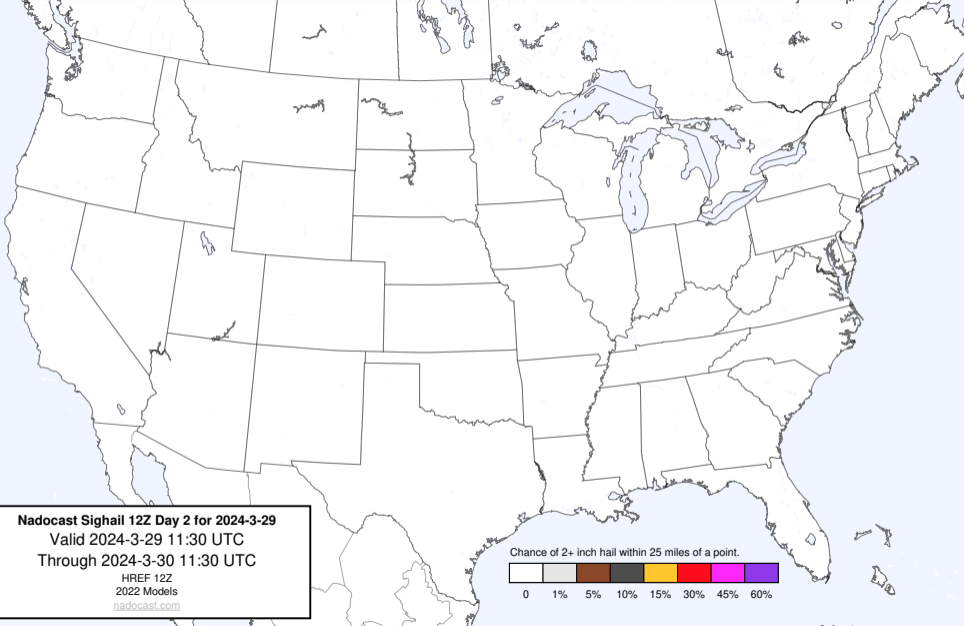 Nadocast Sighail 12Z Day 2 for 2024-3-29
Valid 2024-3-29 11:30 UTC
Through 2024-3-30 11:30 UTC
HREF 12Z
2022 Models
nadocast.com
Chance of 2+ inch hail within 25 miles of a point.
0 1% 5% 10% 15% 30% 45% 60%